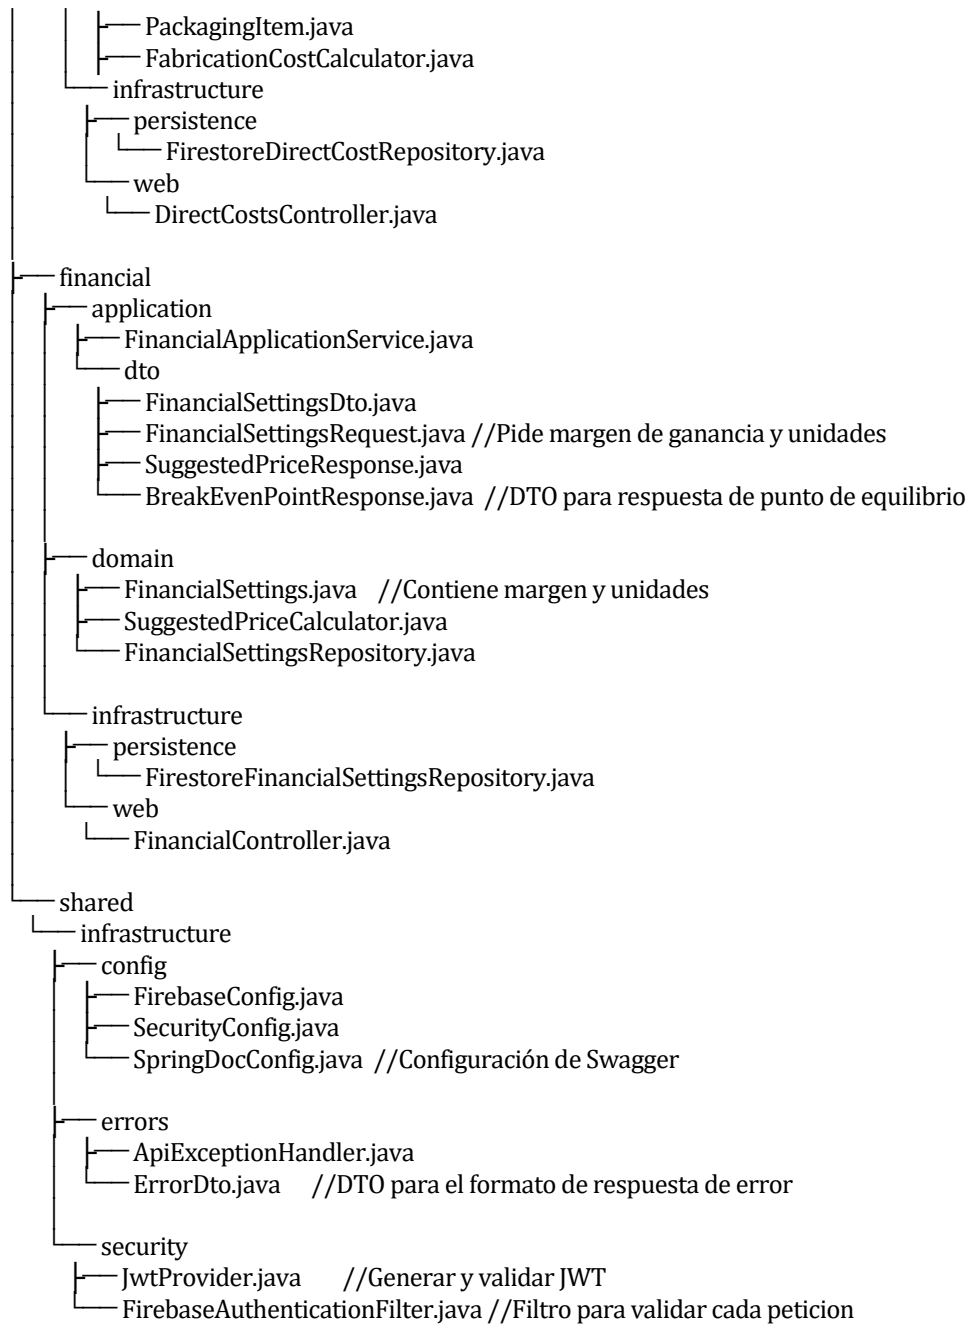 PackagingItem.java
FabricationCostCalculator.java
infrastructure
persistence
FirestoreDirectCostRepository.java
web
DirectCostsController.java
financial
application
FinancialApplicationService.java
dto
FinancialSettingsDto.java
FinancialSettingsRequest.java //Pide margen de ganancia y unidades
SuggestedPriceResponse.java
BreakEvenPointResponse.java //DTO para respuesta de punto de equilibrio
domain
FinancialSettings.java //Contiene margen y unidades
SuggestedPriceCalculator.java
FinancialSettingsRepository.java
infrastructure
persistence
FirestoreFinancialSettingsRepository.java
web
FinancialController.java
shared
infrastructure
config
FirebaseConfig.java
SecurityConfig.java
SpringDocConfig.java //Configuración de Swagger
errors
ApiExceptionHandler.java
ErrorDto.java //DTO para el formato de respuesta de error
security
JwtProvider.java //Generar y validar JWT
FirebaseAuthenticationFilter.java //Filtro para validar cada peticion